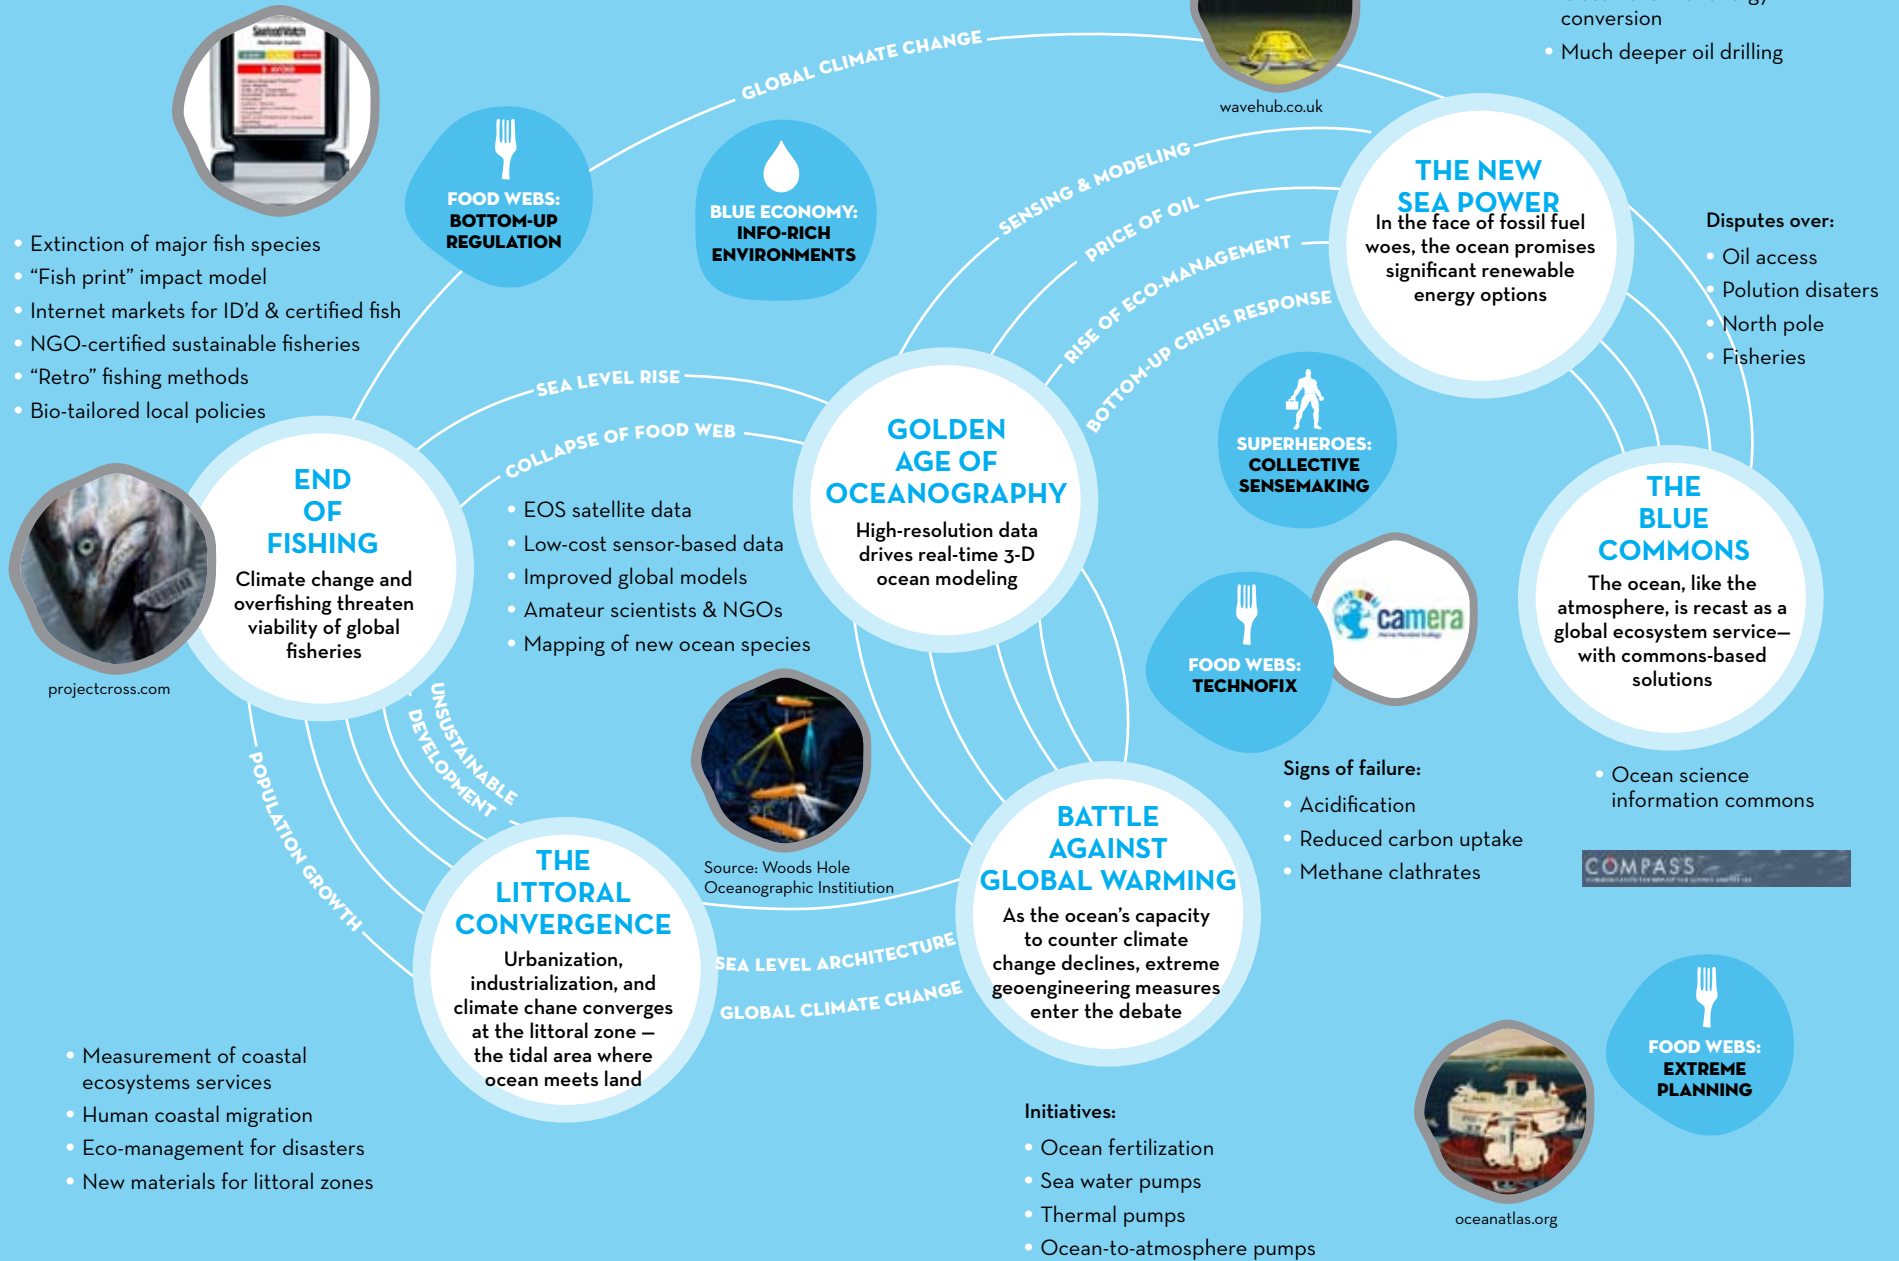 conversion
• Much deeper oil drilling
SeafoodWatch
wavehub.co.uk
GLOBAL CLIMATE CHANGE
FOOD WEBS:
BOTTOM-UP
REGULATION
BLUE ECONOMY:
INFO-RICH
ENVIRONMENTS
SENSING & MODELING
PRICE OF OIL
RISE OF ECO-MANAGEMENT
BOTTOM-UP CRISIS RESPONSE
THE NEW
SEA POWER
In the face of fossil fuel
woes, the ocean promises
significant renewable
energy options
Disputes over:
• Oil access
• Polution disaters
• North pole
• Fisheries
• Extinction of major fish species
• “Fish print” impact model
• Internet markets for ID’d & certified fish
• NGO-certified sustainable fisheries
• “Retro” fishing methods
• Bio-tailored local policies
SEA LEVEL RISE
COLLAPSE OF FOOD WEB
END
OF
FISHING
Climate change and
overfishing threaten
viability of global
fisheries
projectcross.com
• EOS satellite data
• Low-cost sensor-based data
• Improved global models
• Amateur scientists & NGOs
• Mapping of new ocean species
GOLDEN
AGE OF
OCEANOGRAPHY
High-resolution data
drives real-time 3-D
ocean modeling
SUPERHEROES:
COLLECTIVE
SENSEMAKING
FOOD WEBS:
TECHNOFIX
camera
THE
BLUE
COMMONS
The ocean, like the
atmosphere, is recast as a
global ecosystem service—
with commons-based
solutions
• Ocean science
information commons
COMPASS
UNSUSTAINABLE
DEVELOPMENT
POPULATION GROWTH
Source: Woods Hole
Oceanographic Institiution
THE
LITTORAL
CONVERGENCE
Urbanization,
industrialization, and
climate chane converges
at the littoral zone —
the tidal area where
ocean meets land
SEA LEVEL ARCHITECTURE
GLOBAL CLIMATE CHANGE
BATTLE
AGAINST
GLOBAL WARMING
As the ocean’s capacity
to counter climate
change declines, extreme
geoengineering measures
enter the debate
Signs of failure:
• Acidification
• Reduced carbon uptake
• Methane clathrates
FOOD WEBS:
EXTREME
PLANNING
oceanatlas.org
• Measurement of coastal
ecosystems services
• Human coastal migration
• Eco-management for disasters
• New materials for littoral zones
Initiatives:
• Ocean fertilization
• Sea water pumps
• Thermal pumps
• Ocean-to-atmosphere pumps